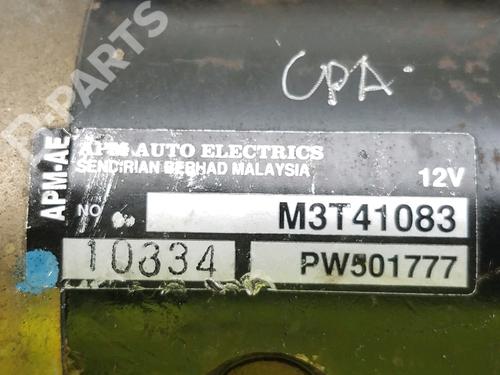 B-PARTS
CPA.
APM-AE
APM AUTO ELECTRICS
SENDIRIAN BERHAD MALAYSIA
12V
NO
M3T41083
10334
PW501777